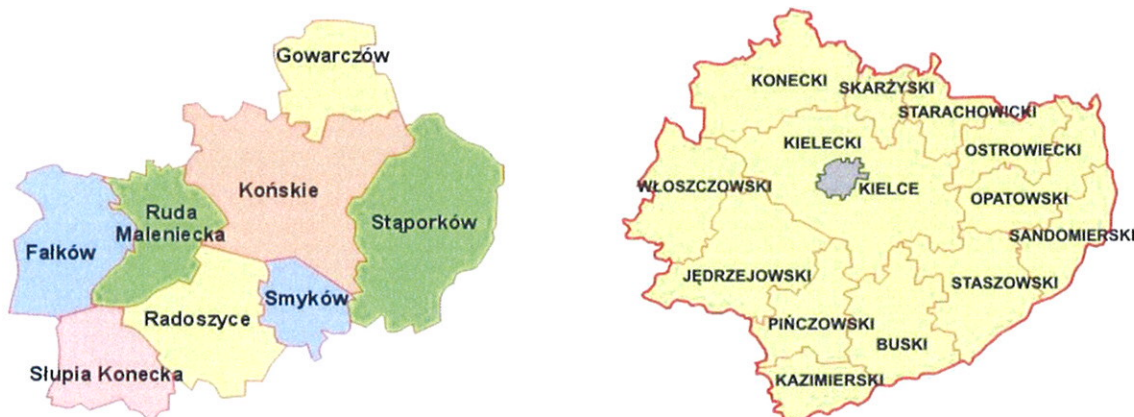 Gowarczów
Końskie
Stąporków
Ruda
Maleniecka
Fałków
Smyków
Radoszyce
Słupia Konecka
KONECKI
SKARŻYSKI
STARACHOWICKI
KIELECKI
OSTROWIECKI
WŁOSZCZOWSKI
KIELCE
OPATOWSKI
SANDOMIERSKI
JĘDRZEJOWSKI
STASZOWSKI
PIŃCZOWSKI
BUSKI
KAZIMIERSKI